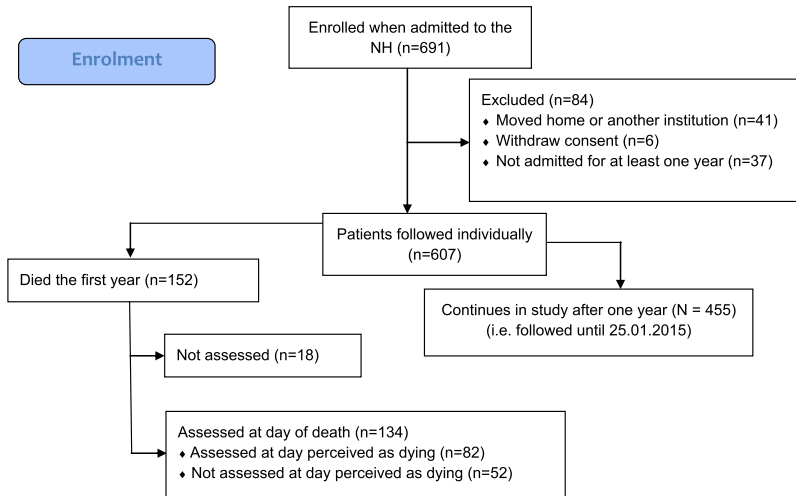 Enrolment
Enrolled when admitted to the
NH (n=691)
Excluded (n=84)
♦ Moved home or another institution (n=41)
♦ Withdraw consent (n=6)
♦ Not admitted for at least one year (n=37)
Patients followed individually
(n=607)
Died the first year (n=152)
Continues in study after one year (N = 455)
(i.e. followed until 25.01.2015)
Not assessed (n=18)
Assessed at day of death (n=134)
♦ Assessed at day perceived as dying (n=82)
♦ Not assessed at day perceived as dying (n=52)